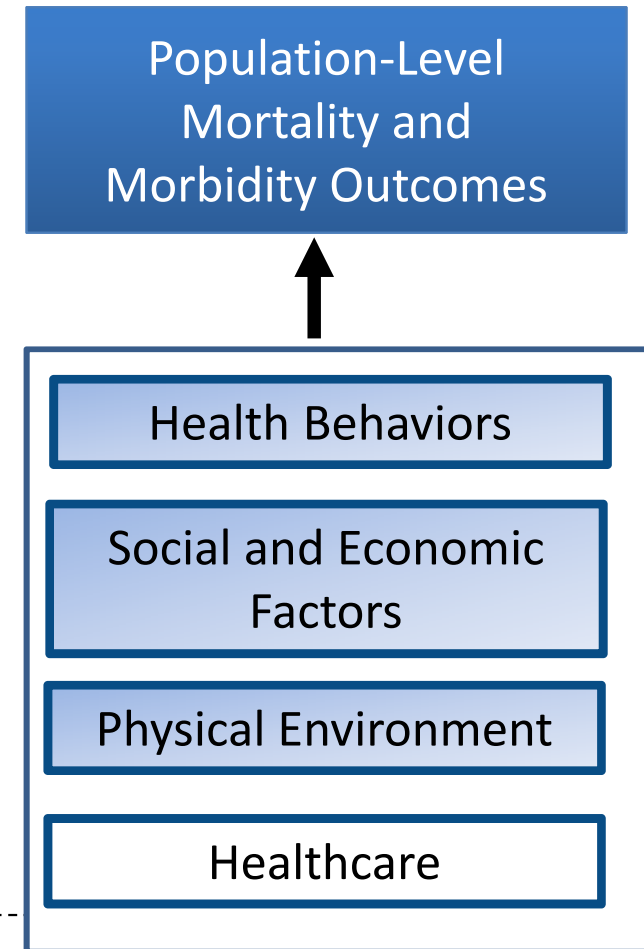 Population-Level
Mortality and
Morbidity Outcomes
Health Behaviors
Social and Economic
Factors
Physical Environment
Healthcare